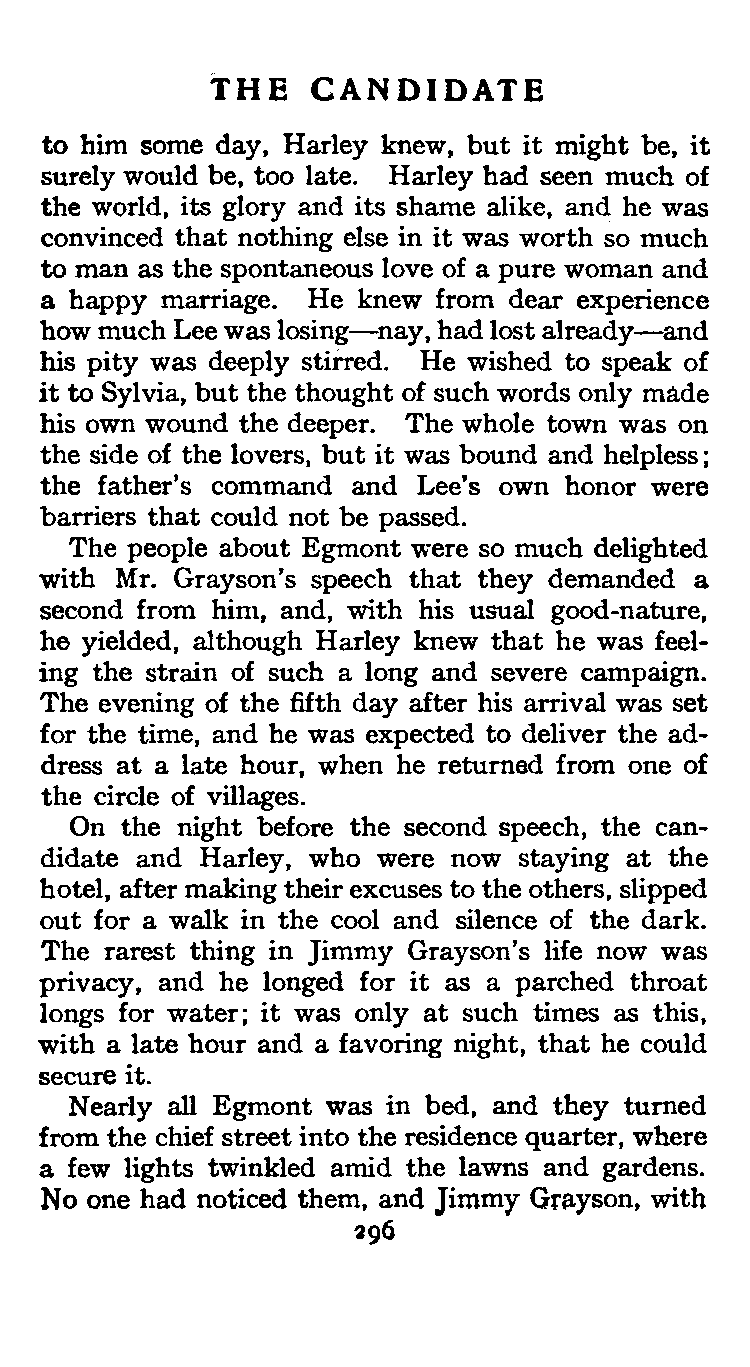 THE CANDIDATE
to him some day, Harley knew, but it might be, it
surely would be, too late. Harley had seen much of
the world, its glory and its shame alike, and he was
convinced that nothing else in it was worth so much
to man as the spontaneous love of a pure woman and
a happy marriage. He knew from dear experience
how much Lee was losing—nay, had lost already—and
his pity was deeply stirred. He wished to speak of
it to Sylvia, but the thought of such words only made
his own wound the deeper. The whole town was on
the side of the lovers, but it was bound and helpless;
the father's command and Lee's own honor were
barriers that could not be passed.
The people about Egmont were so much delighted
with Mr. Grayson's speech that they demanded a
second from him, and, with his usual good-nature,
he yielded, although Harley knew that he was feel-
ing the strain of such a long and severe campaign.
The evening of the fifth day after his arrival was set
for the time, and he was expected to deliver the ad-
dress at a late hour, when he returned from one of
the circle of villages.
On the night before the second speech, the can-
didate and Harley, who were now staying at the
hotel, after making their excuses to the others, slipped
out for a walk in the cool and silence of the dark.
The rarest thing in Jimmy Grayson's life now was
privacy, and he longed for it as a parched throat
longs for water; it was only at such times as this,
with a late hour and a favoring night, that he could
secure it.
Nearly all Egmont was in bed, and they turned
from the chief street into the residence quarter, where
a few lights twinkled amid the lawns and gardens.
No one had noticed them, and Jimmy Grayson, with
296